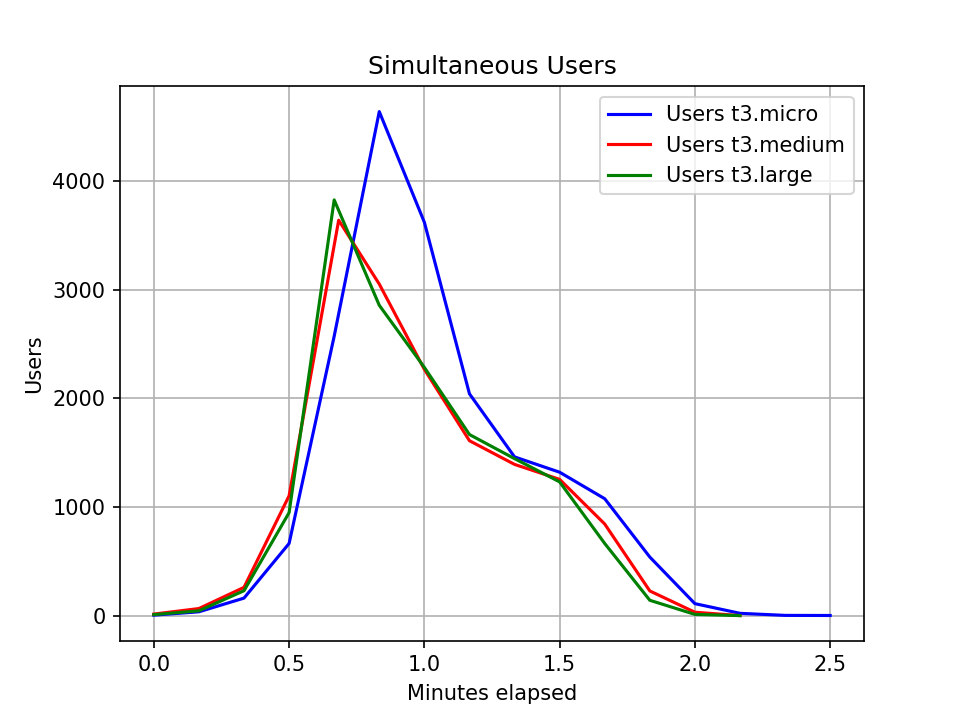 Simultaneous Users
Users t3.micro
Users t3.medium
Users t3.large
4000
3000
2000
1000
0
Users
0.0 0.5 1.0 1.5 2.0 2.5
Minutes elapsed